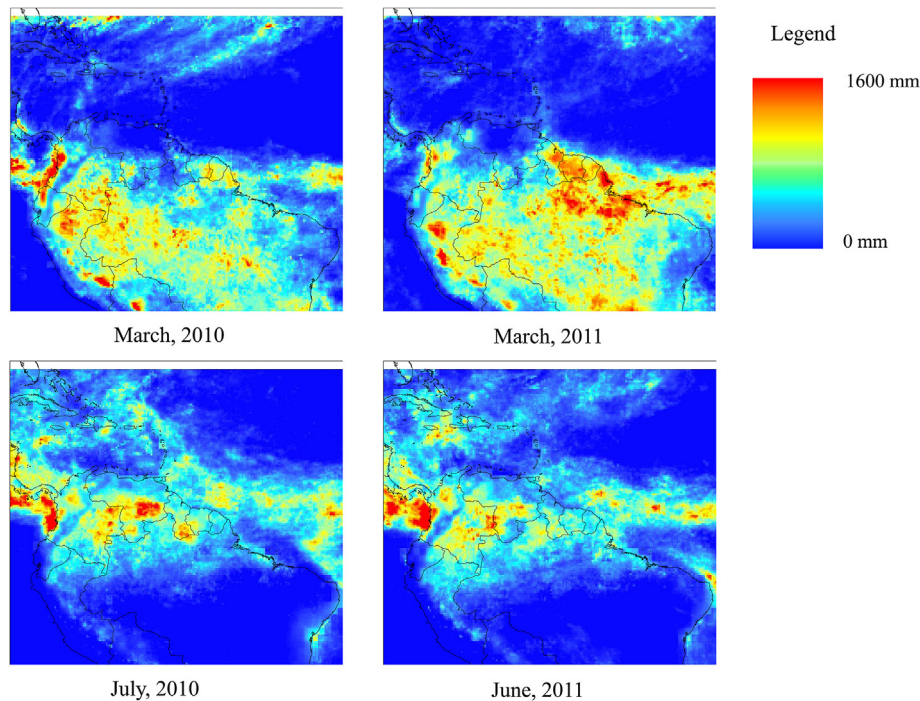 Legend
1600 mm
0 mm
March, 2010
March, 2011
July, 2010
June, 2011